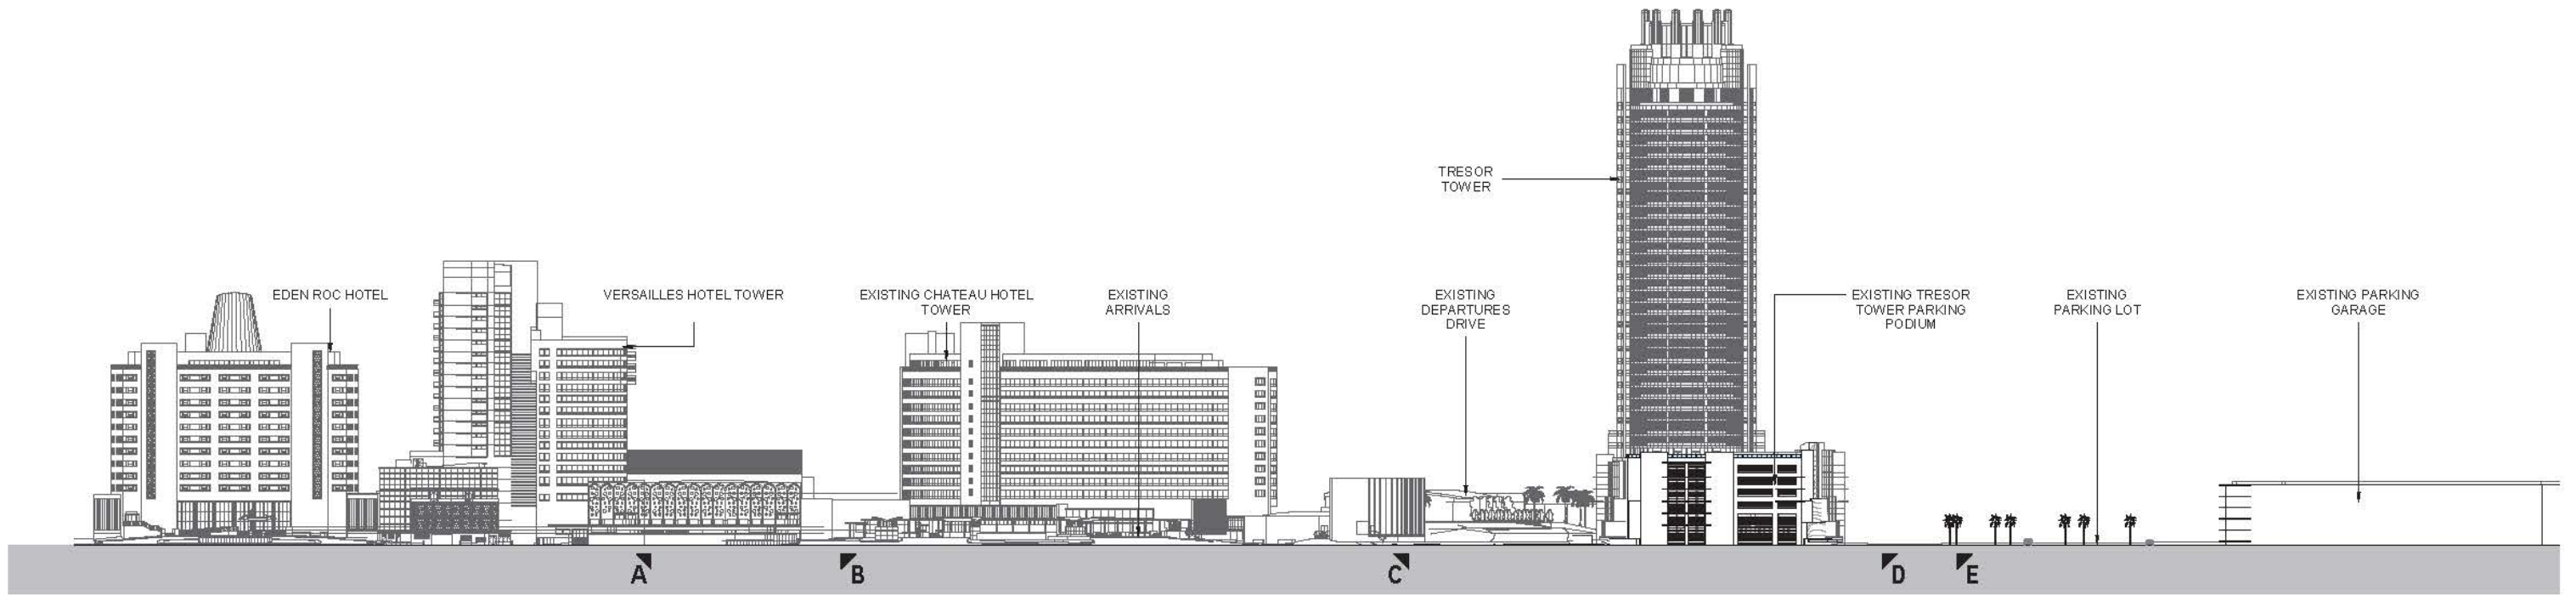 TRESOR
TOWER
EDEN ROC HOTEL
VERSAILLES HOTEL TOWER
EXISTING CHATEAU HOTEL
TOWER
EXISTING
ARRIVALS
EXISTING
DEPARTURES
DRIVE
EXISTING TRESOR
TOWER PARKING
PODIUM
EXISTING
PARKING LOT
EXISTING PARKING
GARAGE
A
B
C
D
E